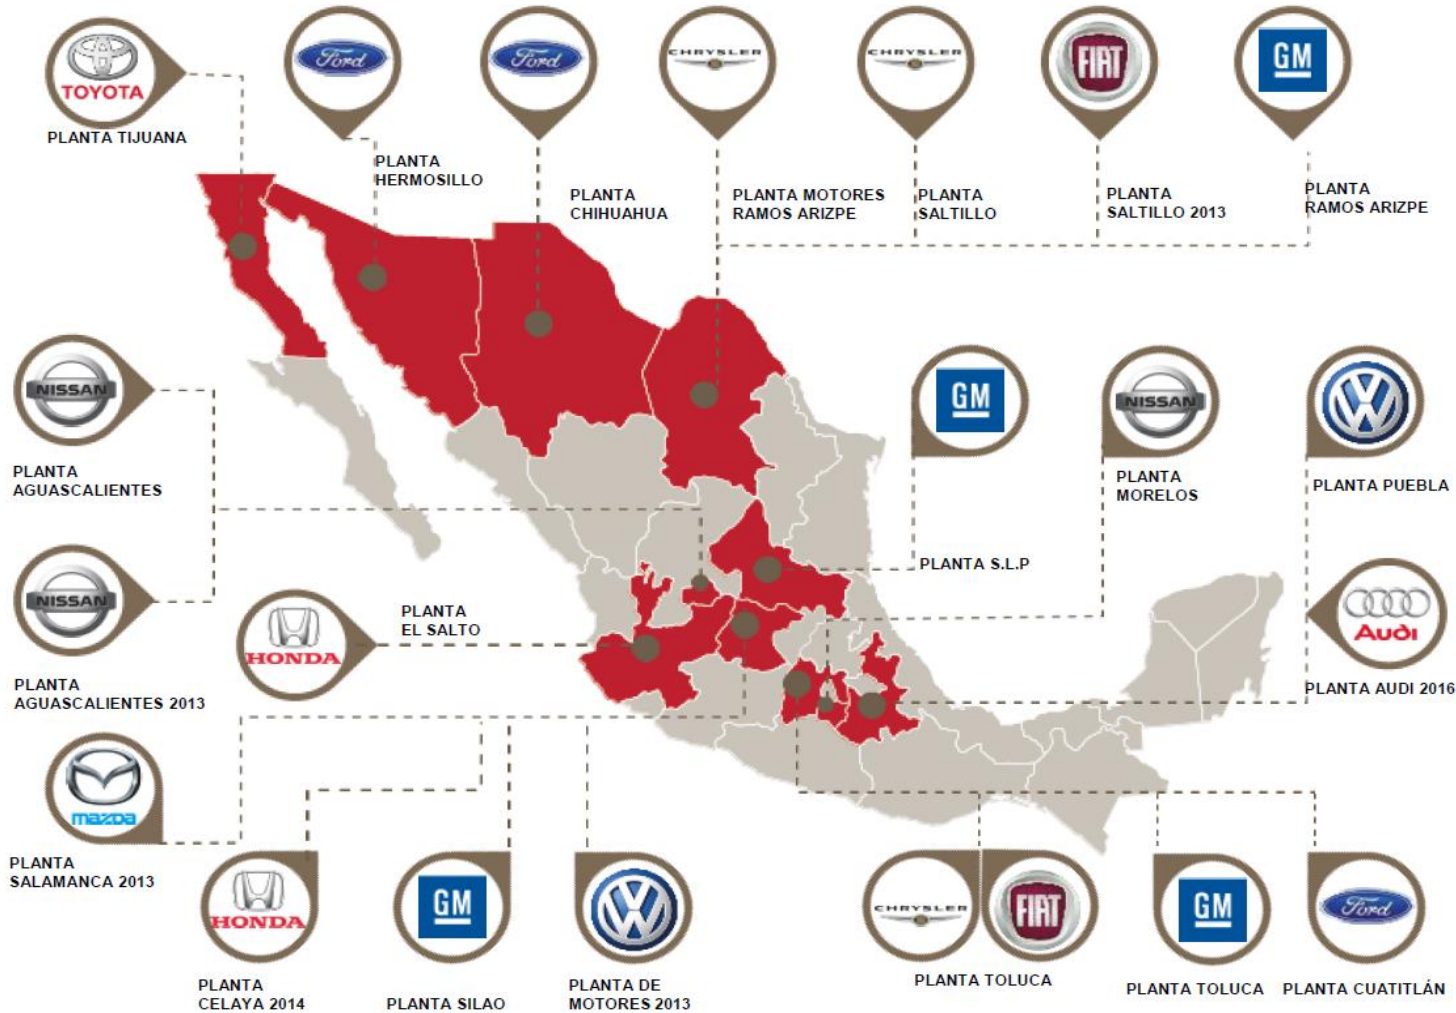 TOYOTA
PLANTA TIJUANA
Ford
PLANTA
HERMOSILLO
Ford
PLANTA
CHIHUAHUA
CHRYSLER
PLANTA MOTORES
RAMOS ARIZPE
CHRYSLER
PLANTA
SALTILLO
FIAT
PLANTA
SALTILLO 2013
GM
PLANTA
RAMOS ARIZPE
NISSAN
PLANTA
AGUASCALIENTES
GM
PLANTA S.L.P
NISSAN
PLANTA
MORELOS
VW
PLANTA PUEBLA
NISSAN
PLANTA
AGUASCALIENTES 2013
HONDA
PLANTA
EL SALTO
Audi
PLANTA AUDI 2016
mazda
PLANTA
SALAMANCA 2013
HONDA
PLANTA
CELAYA 2014
GM
PLANTA SILAO
VW
PLANTA DE
MOTORES 2013
CHRYSLER
FIAT
PLANTA TOLUCA
GM
PLANTA TOLUCA
Ford
PLANTA CUATITLÁN